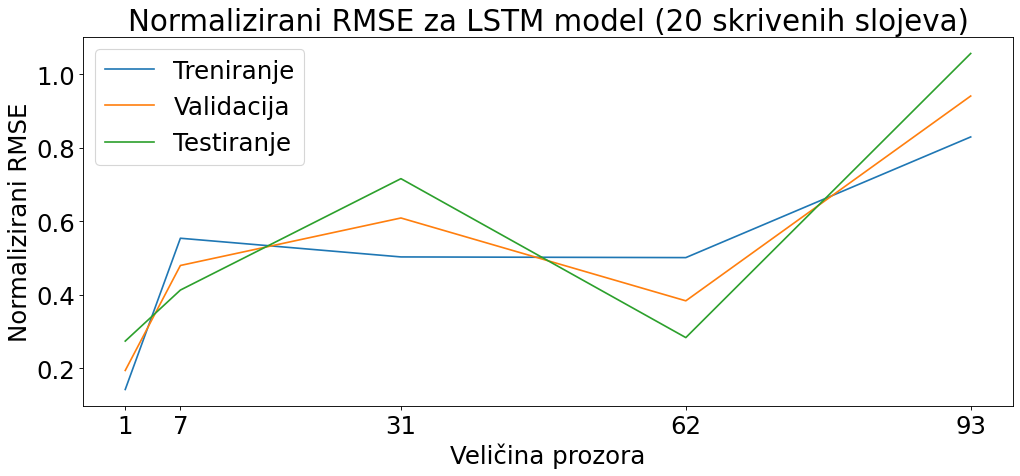 Normalizirani RMSE za LSTM model (20 skrivenih slojeva)
Treniranje
Validacija
Testiranje
Normalizirani RMSE
1.0
0.8
0.6
0.4
0.2
1 7 31 62 93
Veličina prozora